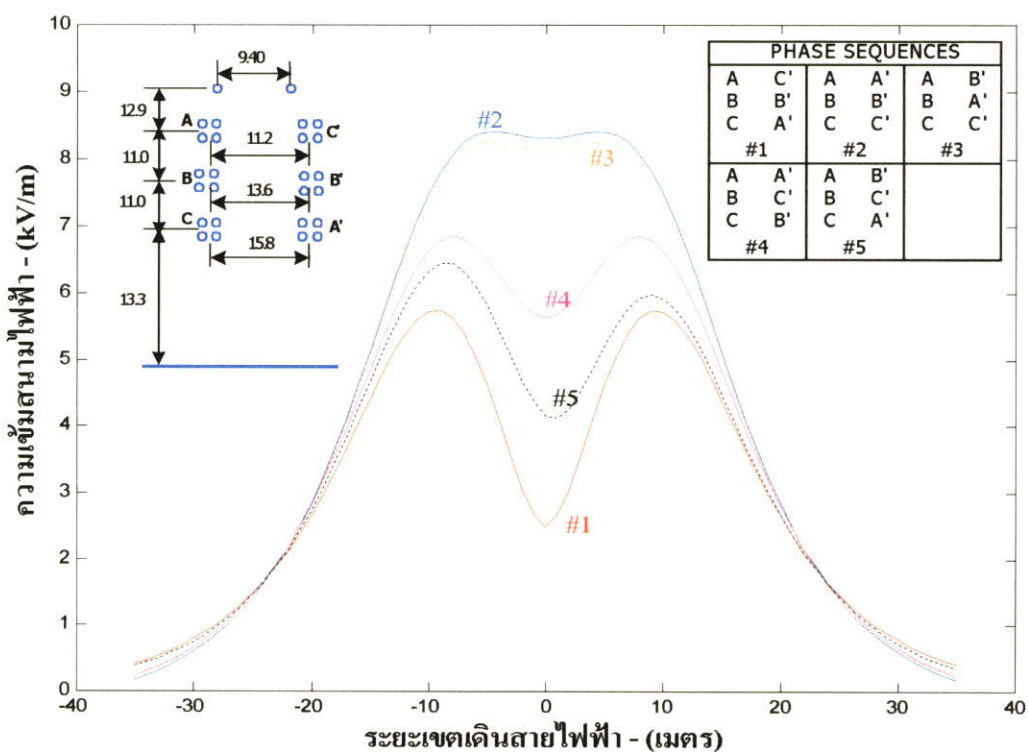 ความเข้มสนามไฟฟ้า - (kV/m)
10
9
8
7
6
5
4
3
2
1
0
-40
-30
-20
-10
0
10
20
30
40
ระยะเขตเดินสายไฟฟ้า - (เมตร)
9.40
12.9
A
C'
11.2
11.0
B
B'
13.6
11.0
C
A'
15.8
13.3
#2
#3
#4
#5
#1
PHASE SEQUENCES
A C' A A' A B'
B B' B B' B A'
C A' C C' C C'
#1 #2 #3
A A' A B'
B C' B C'
C B' C A'
#4 #5